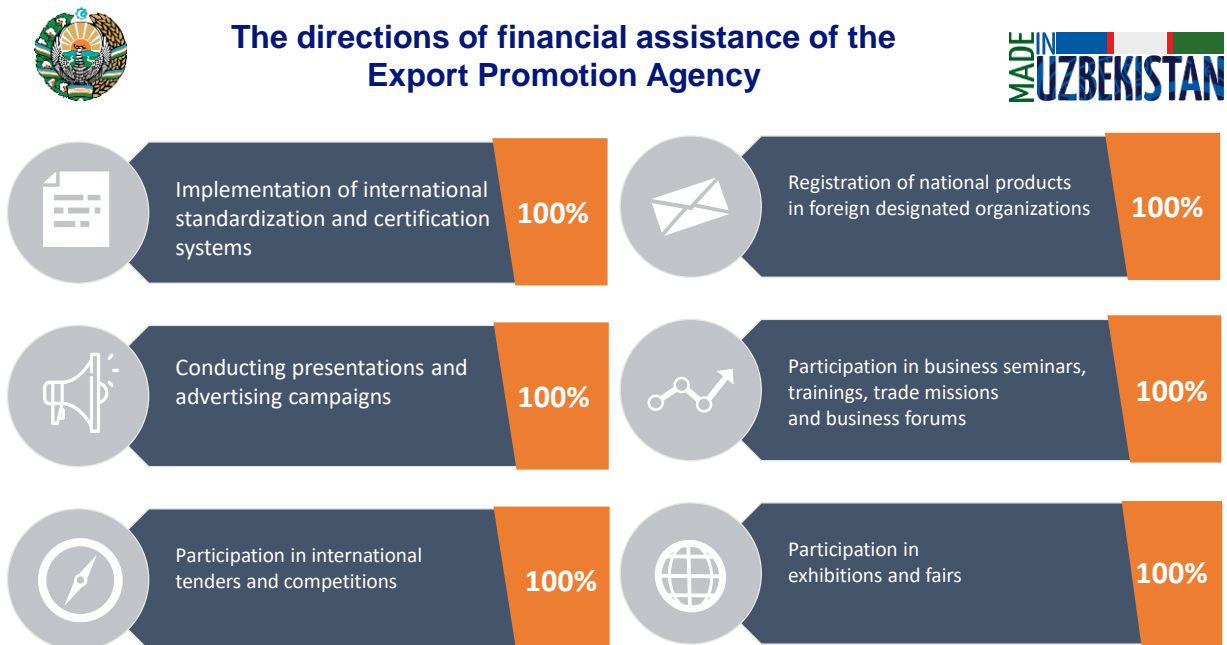 The directions of financial assistance of the
Export Promotion Agency
MADE
IN
UZBEKISTAN
Implementation of international
standardization and certification
systems
100%
Registration of national products
in foreign designated organizations
100%
Conducting presentations and
advertising campaigns
100%
Participation in business seminars,
trainings, trade missions
and business forums
100%
Participation in international
tenders and competitions
100%
Participation in
exhibitions and fairs
100%